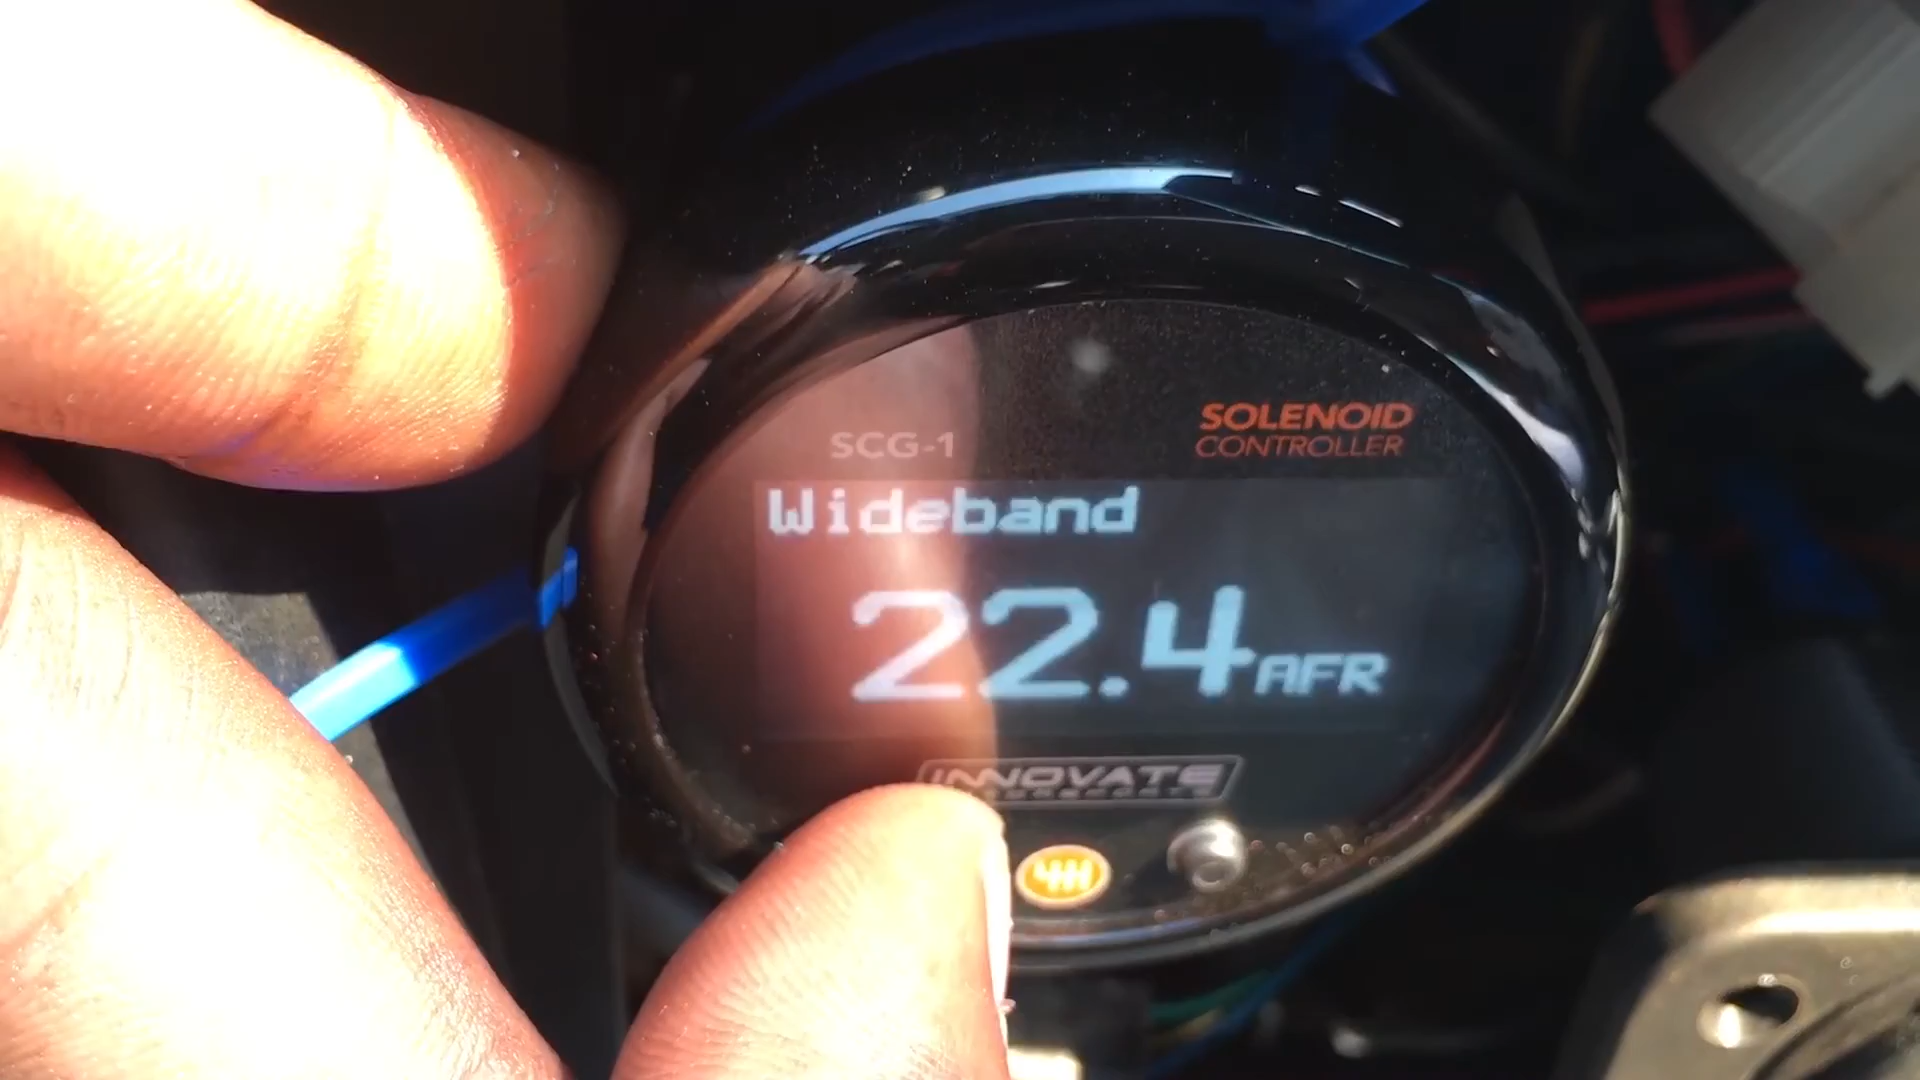 SCG-1
SOLENOID
CONTROLLER
Wideband
22.4 AFR
INNOVATE